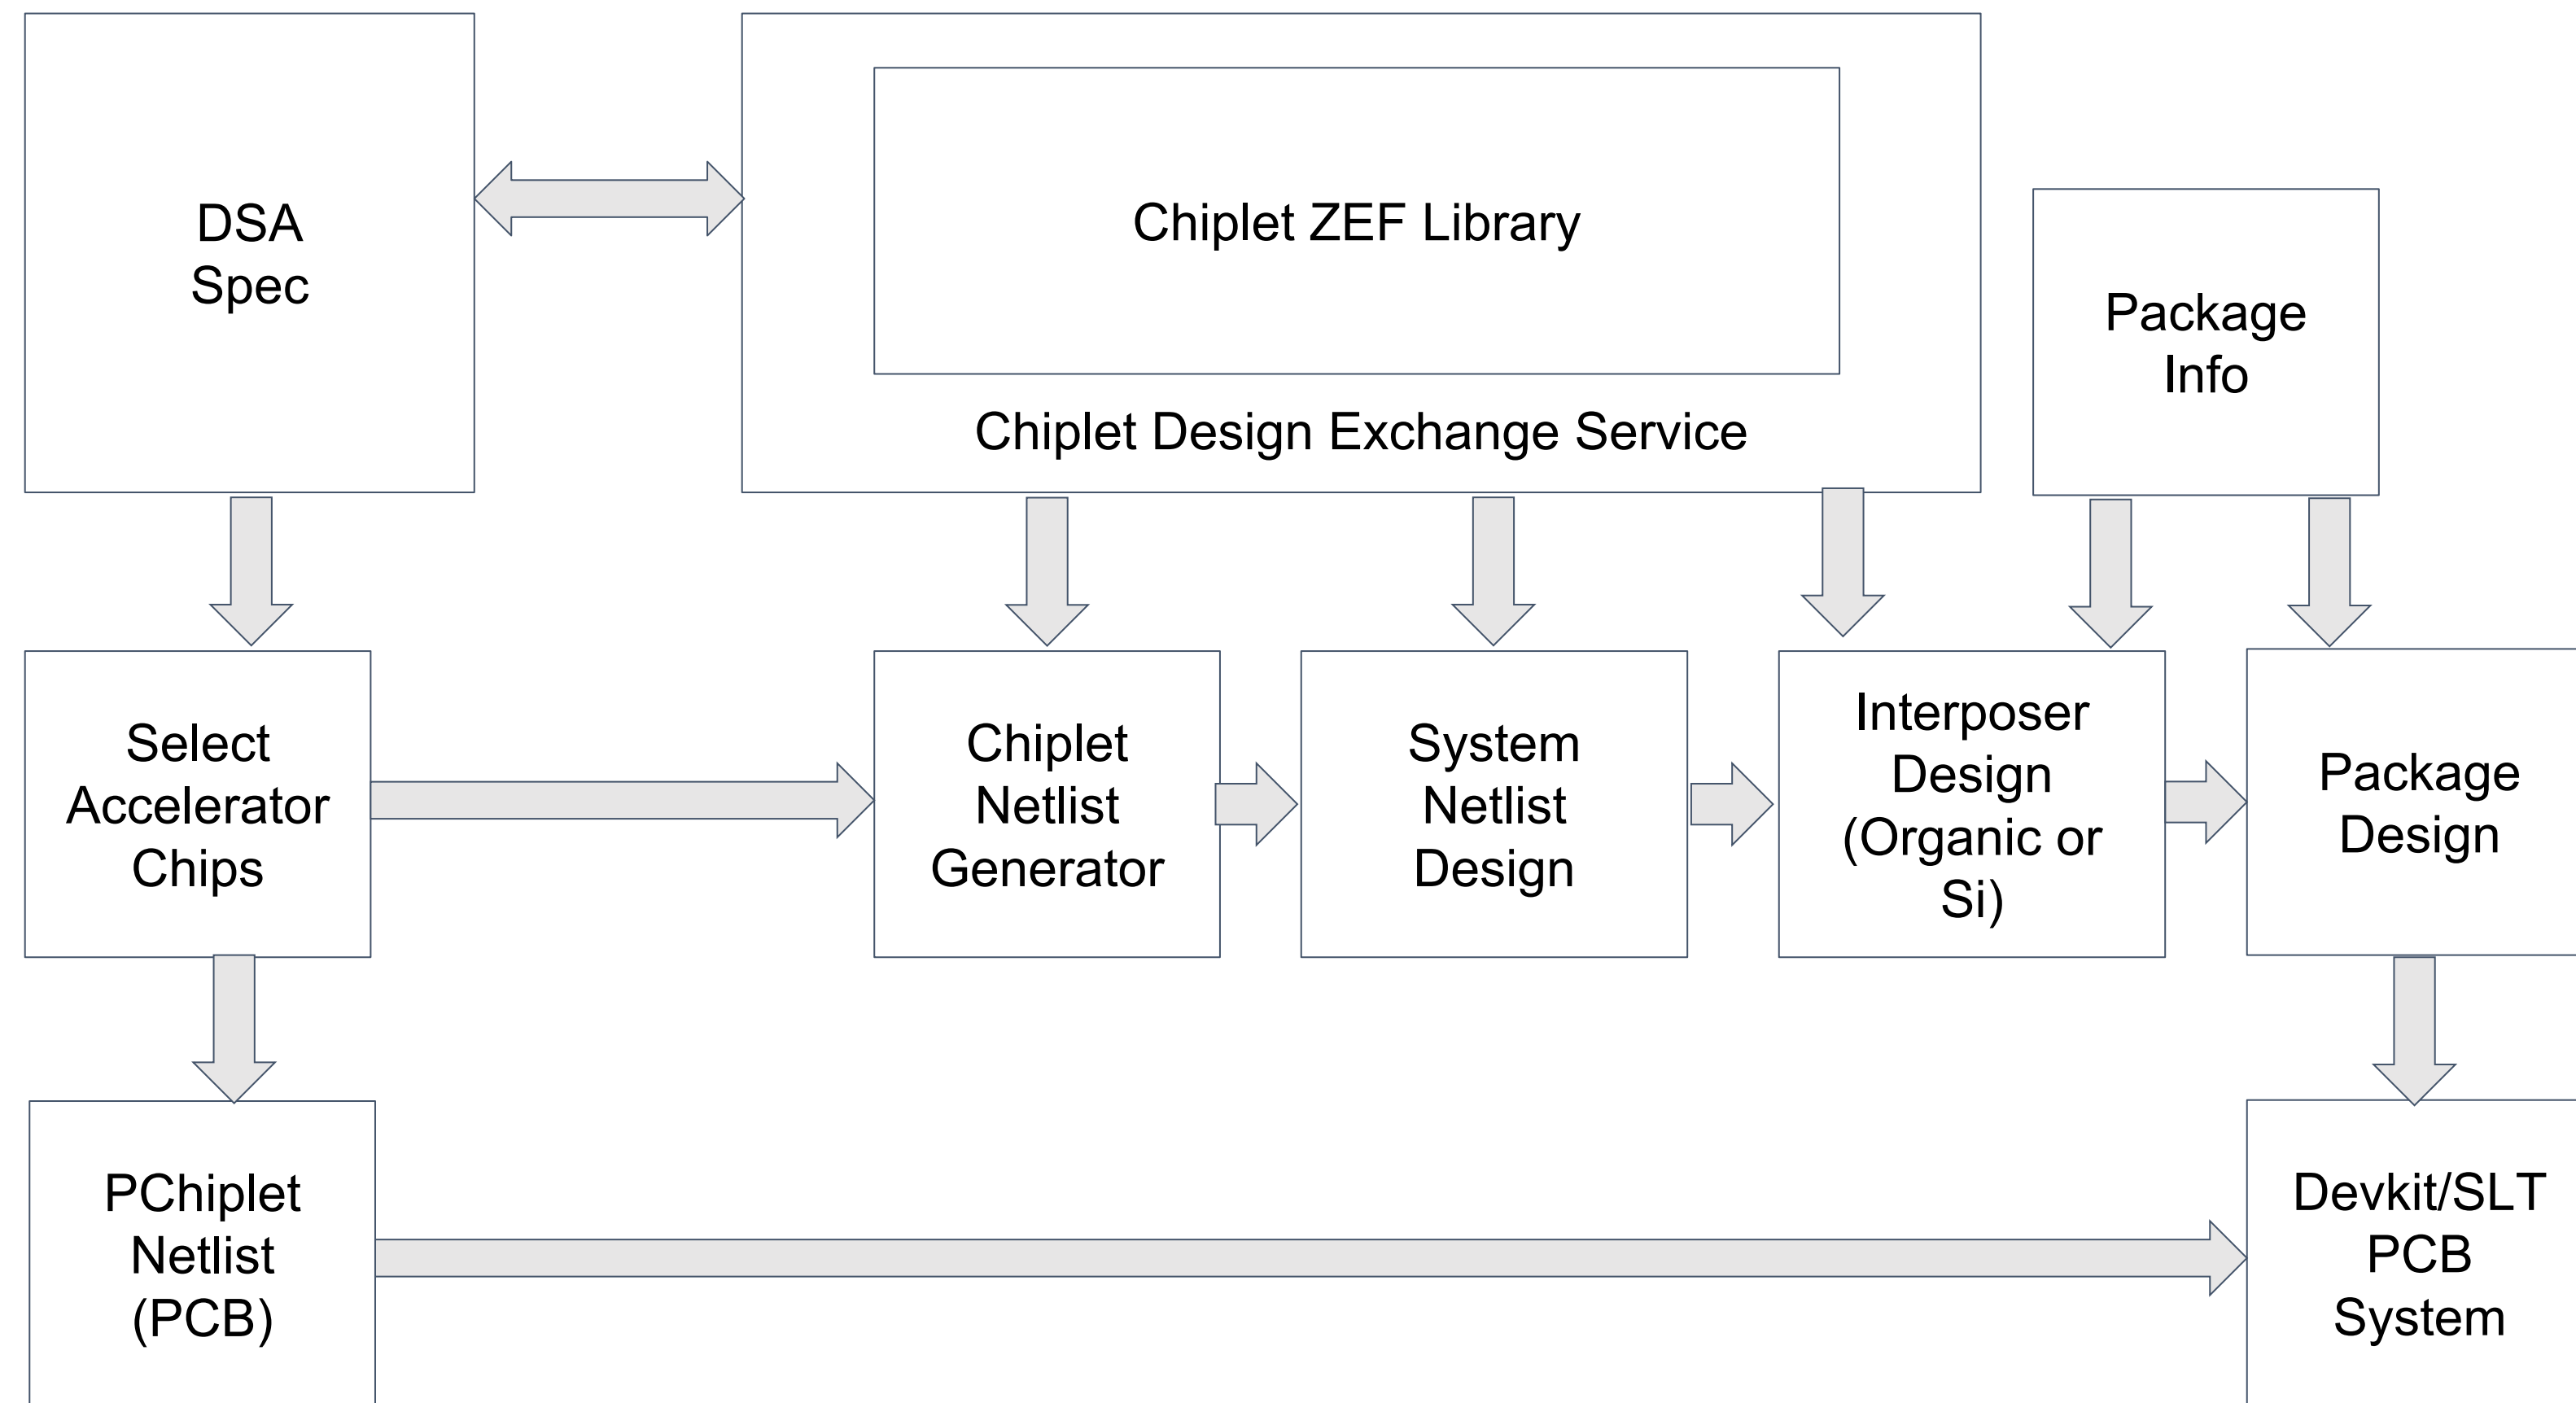 DSA
Spec
Chiplet ZEF Library
Chiplet Design Exchange Service
Package
Info
Select
Accelerator
Chips
Chiplet
Netlist
Generator
System
Netlist
Design
Interposer
Design
(Organic or
Si)
Package
Design
PChiplet
Netlist
(PCB)
Devkit/SLT
PCB
System